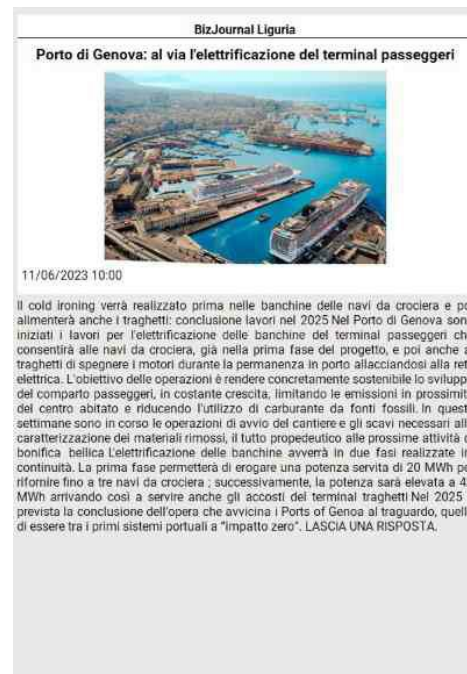 BizJournal Liguria
Porto di Genova: al via l'elettrificazione del terminal passeggeri
11/06/2023 10:00
Il cold ironing verrà realizzato prima nelle banchine delle navi da crociera e po
alimenterà anche i traghetti: conclusione lavori nel 2025 Nel Porto di Genova son
iniziati i lavori per l'elettrificazione delle banchine del terminal passeggeri ch
consentirà alle navi da crociera, già nella prima fase del progetto, e poi anche a
traghetti di spegnere i motori durante la permanenza in porto allacciandosi alla ret
elettrica. L'obiettivo delle operazioni è rendere concretamente sostenibile lo svilupp
del comparto passeggeri, in costante crescita, limitando le emissioni in prossimit
del centro abitato e riducendo l'utilizzo di carburante da fonti fossili. In quest
settimane sono in corso le operazioni di avvio del cantiere e gli scavi necessari all
caratterizzazione dei materiali rimossi, il tutto propedeutico alle prossime attività d
bonifica bellica L'elettrificazione delle banchine avverrà in due fasi realizzate in
continuità. La prima fase permetterà di erogare una potenza servita di 20 MWh pe
rifornire fino a tre navi da crociera ; successivamente, la potenza sarà elevata a 4
MWh arrivando così a servire anche gli accosti del terminal traghetti Nel 2025
prevista la conclusione dell'opera che avvicina i Ports of Genoa al traguardo, quell
di essere tra i primi sistemi portuali a "impatto zero". LASCIA UNA RISPOSTA.